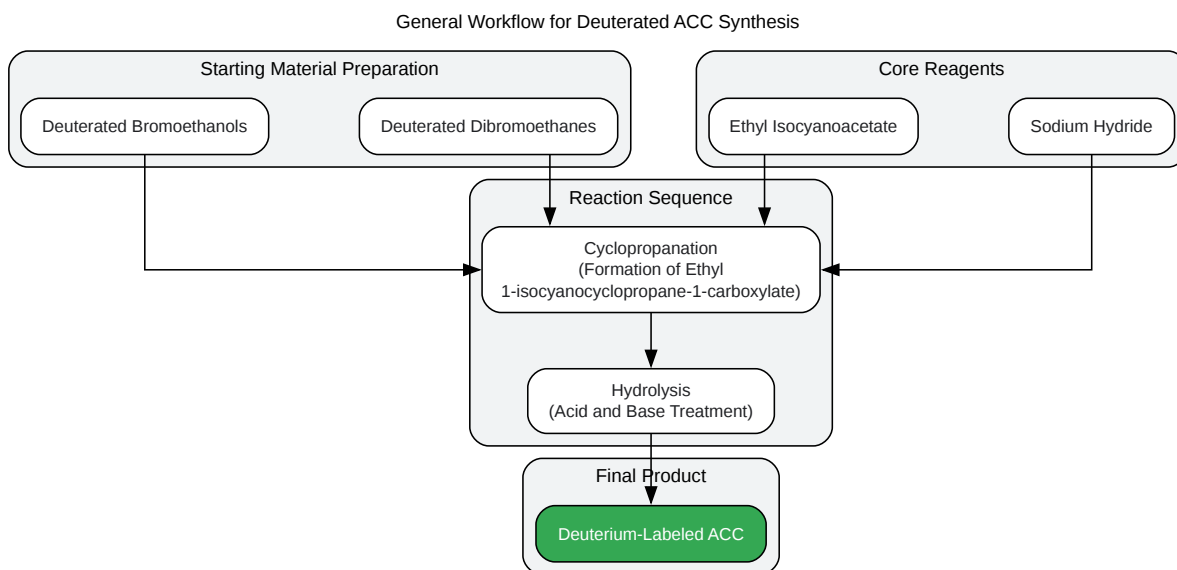 General Workflow for Deuterated ACC Synthesis
Starting Material Preparation
Core Reagents
Deuterated Bromoethanols
Deuterated Dibromoethanes
Ethyl Isocyanoacetate
Sodium Hydride
Reaction Sequence
Cyclopropanation
(Formation of Ethyl
1-isocyanocyclopropane-1-carboxylate)
Hydrolysis
(Acid and Base Treatment)
Final Product
Deuterium-Labeled ACC